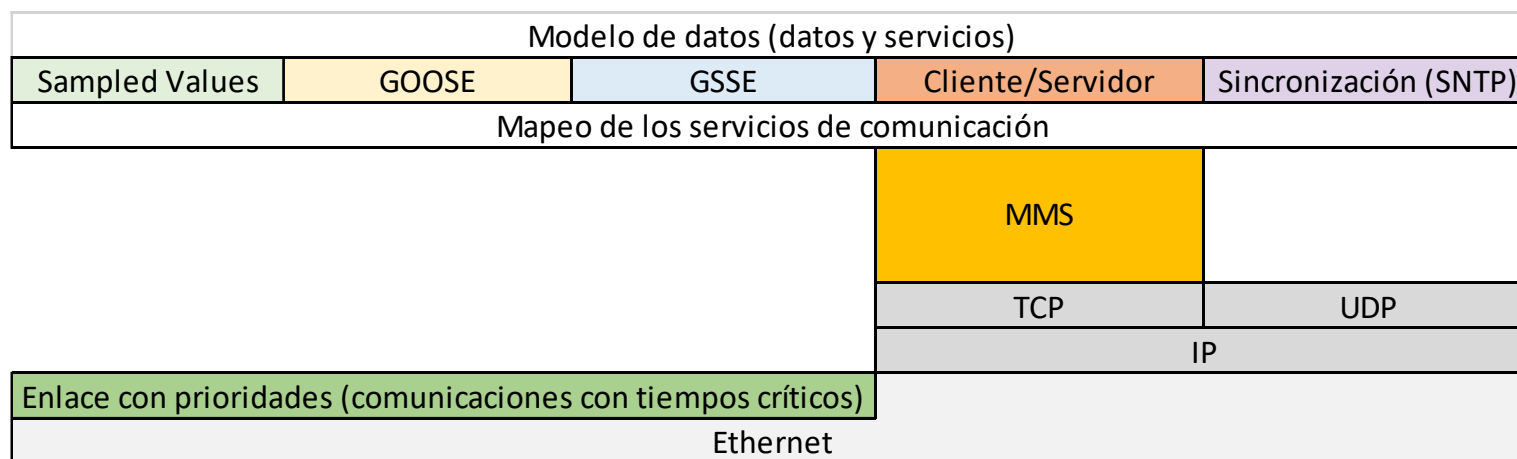 Modelo de datos (datos y servicios)
Sampled Values GOOSE GSSE Cliente/Servidor Sincronización (SNTP)
Mapeo de los servicios de comunicación
MMS
TCP UDP
IP
Enlace con prioridades (comunicaciones con tiempos críticos)
Ethernet